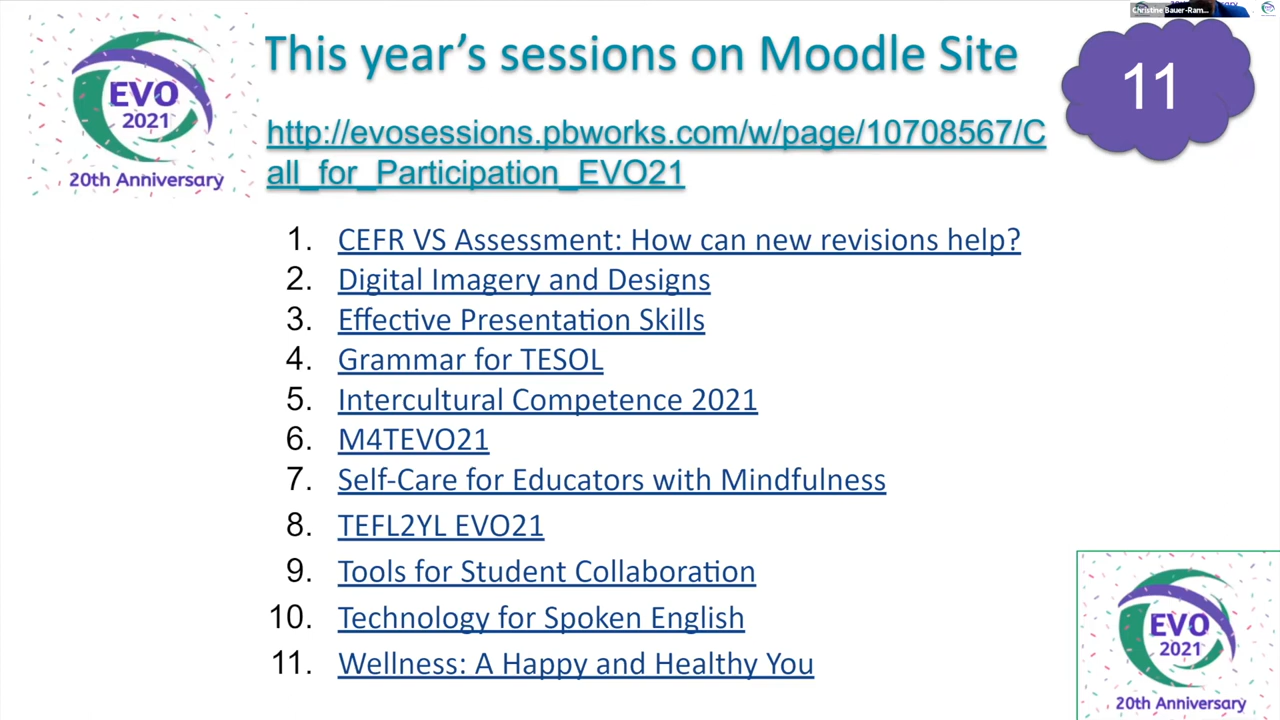 Christine Bauer-Ram...
EVO
2021
20th Anniversary
This year's sessions on Moodle Site
11
http://evosessions.pbworks.com/w/page/10708567/C
all_for_Participation_EVO21
1. CEFR VS Assessment: How can new revisions help?
2. Digital Imagery and Designs
3. Effective Presentation Skills
4. Grammar for TESOL
5. Intercultural Competence 2021
6. M4TEVO21
7. Self-Care for Educators with Mindfulness
8. TEFL2YL EVO21
9. Tools for Student Collaboration
10. Technology for Spoken English
11. Wellness: A Happy and Healthy You
EVO
2021
20th Anniversary